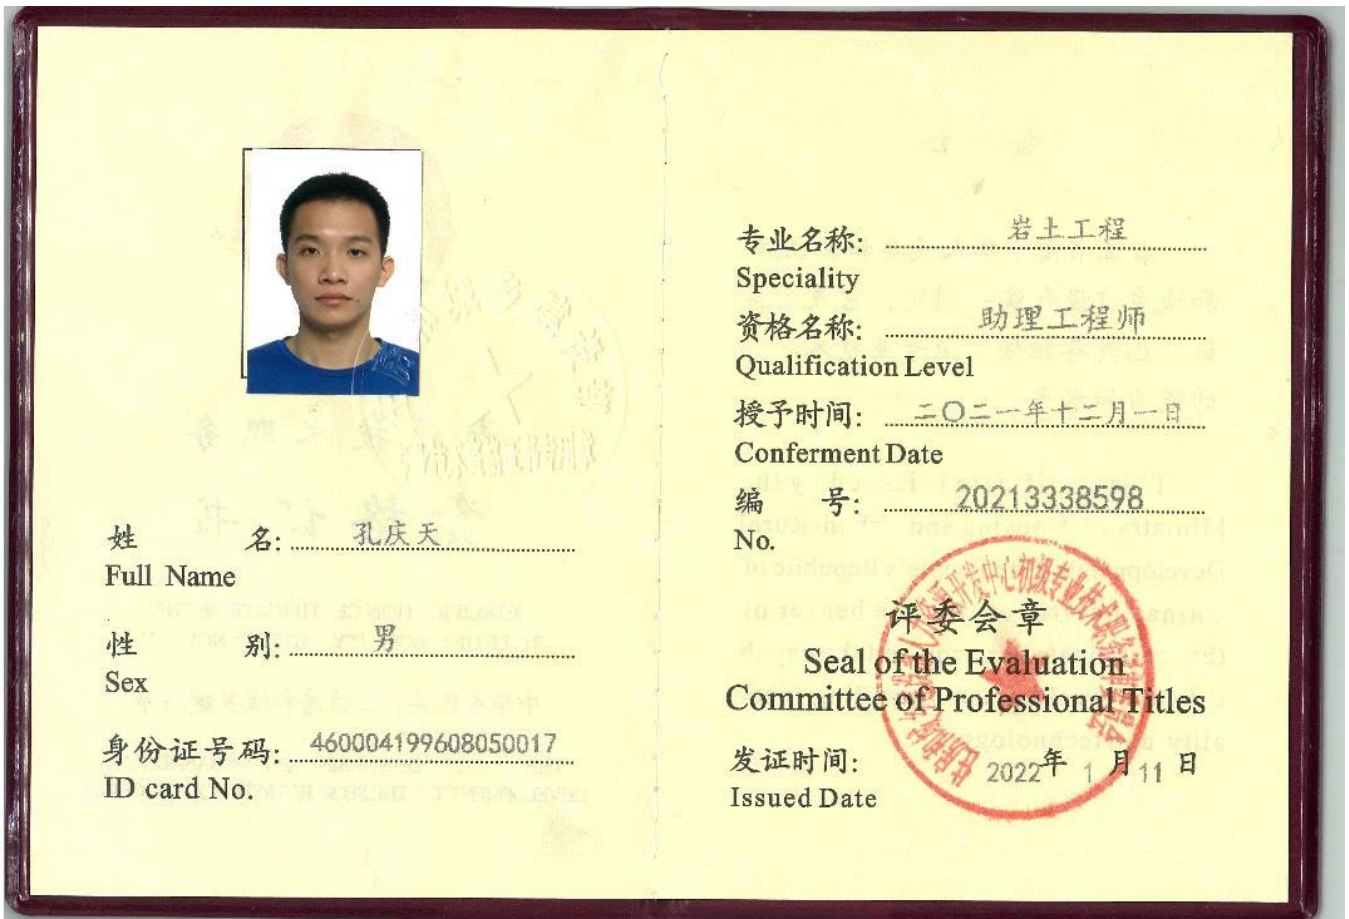 姓 名: 孔庆天
Full Name
性 别: 男
Sex
身份证号码: 460004199608050017
ID card No.
专业名称: 岩土工程
Speciality
资格名称: 助理工程师
Qualification Level
授予时间: 二〇二一年十二月一日
Conferment Date
编 号: 20213338598
No.
评委会章
Seal of the Evaluation
Committee of Professional Titles
发证时间: 2022年 1 月 11 日
Issued Date